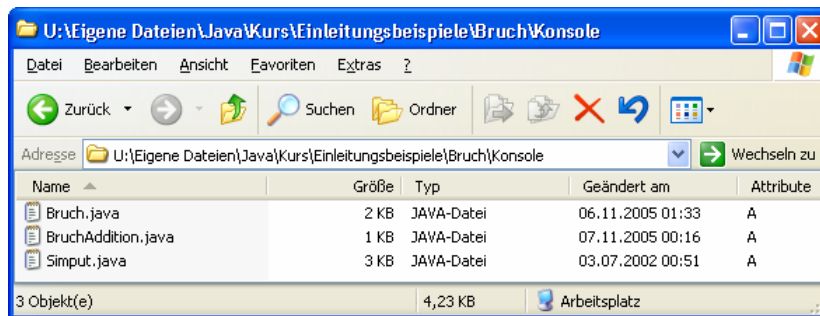 U:\Eigene Dateien\Java\Kurs\Einleitungsbeispiele\Bruch\Konsole
Datei Bearbeiten Ansicht Favoriten Extras ?
Zurück Suchen Ordner
Adresse U:\Eigene Dateien\Java\Kurs\Einleitungsbeispiele\Bruch\Konsole Wechseln zu
Name Größe Typ Geändert am Attribute
Bruch.java 2 KB JAVA-Datei 06.11.2005 01:33 A
BruchAddition.java 1 KB JAVA-Datei 07.11.2005 00:16 A
Simput.java 3 KB JAVA-Datei 03.07.2002 00:51 A
3 Objekt(e) 4,23 KB Arbeitsplatz